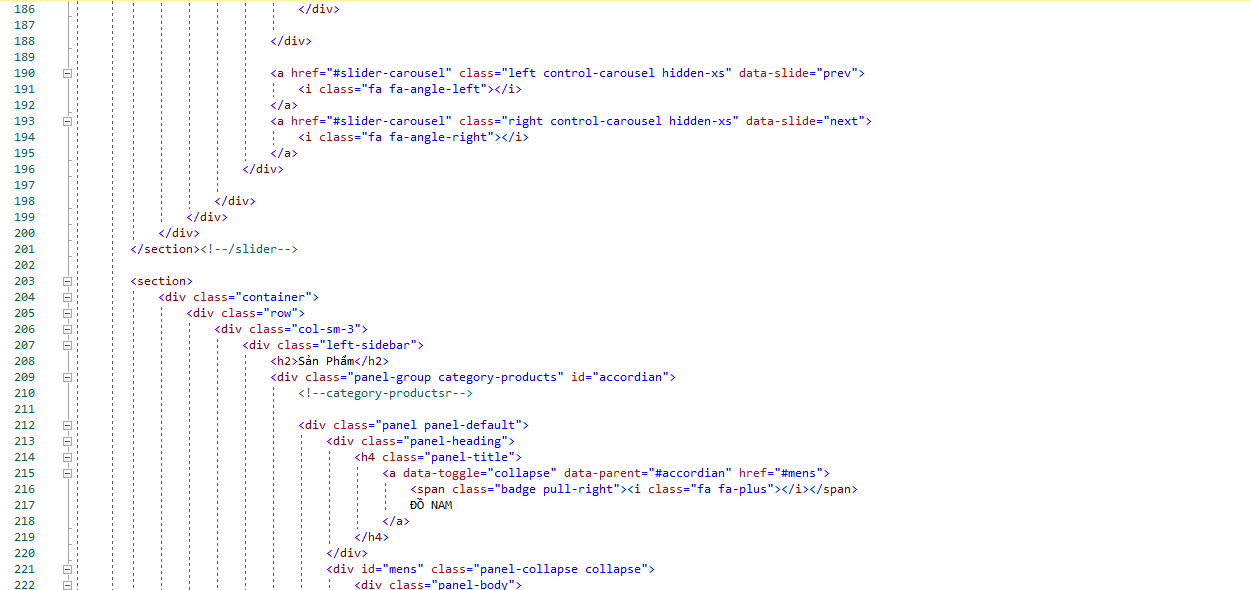 186 </div>
187
188 </div>
189
190 <a href="#slider-carousel" class="left control-carousel hidden-xs" data-slide="prev">
191 <i class="fa fa-angle-left"></i>
192 </a>
193 <a href="#slider-carousel" class="right control-carousel hidden-xs" data-slide="next">
194 <i class="fa fa-angle-right"></i>
195 </a>
196 </div>
197
198 </div>
199 </div>
200 </div>
201 </section><!--/slider-->
202
203 <section>
204 <div class="container">
205 <div class="row">
206 <div class="col-sm-3">
207 <div class="left-sidebar">
208 <h2>Sản Phẩm</h2>
209 <div class="panel-group category-products" id="accordian">
210 <!--category-productsr-->
211
212 <div class="panel panel-default">
213 <div class="panel-heading">
214 <h4 class="panel-title">
215 <a data-toggle="collapse" data-parent="#accordian" href="#mens">
216 <span class="badge pull-right"><i class="fa fa-plus"></i></span>
217 ĐỒ NAM
218 </a>
219 </h4>
220 </div>
221 <div id="mens" class="panel-collapse collapse">
222 <div class="panel-body">